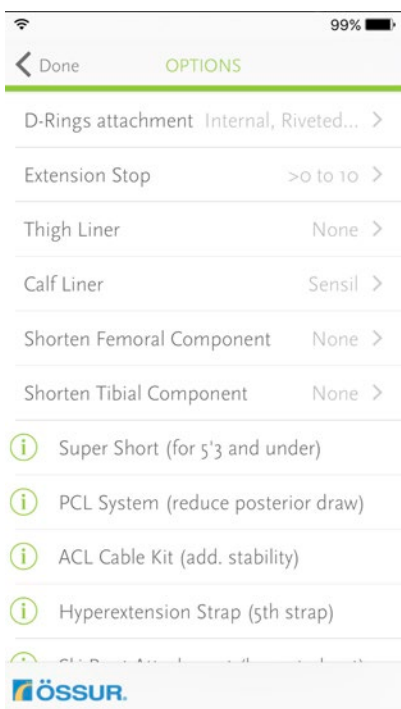 99%
Done OPTIONS
D-Rings attachment Internal, Riveted... >
Extension Stop >0 to 10 >
Thigh Liner None >
Calf Liner Sensil >
Shorten Femoral Component None >
Shorten Tibial Component None >
i Super Short (for 5'3 and under)
i PCL System (reduce posterior draw)
i ACL Cable Kit (add. stability)
i Hyperextension Strap (5th strap)
ÖSSUR.